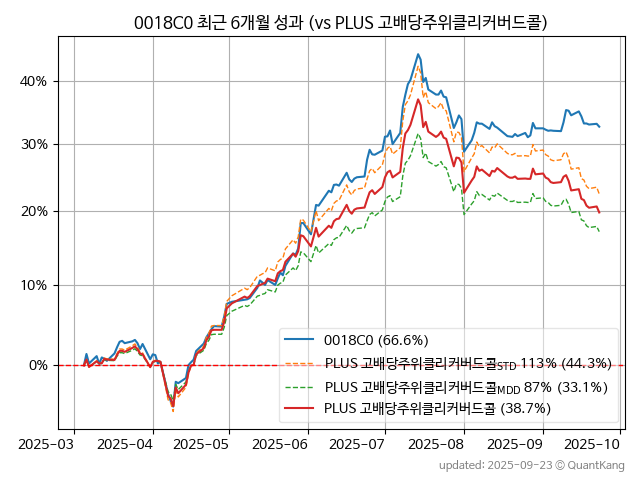 0018C0 최근 6개월 성과 (vs PLUS 고배당주위클리커버드콜)
40%
30%
20%
10%
0%
0018C0 (66.6%)
PLUS 고배당주위클리커버드콜STD 113% (44.3%)
PLUS 고배당주위클리커버드콜MDD 87% (33.1%)
PLUS 고배당주위클리커버드콜 (38.7%)
2025-03 2025-04 2025-05 2025-06 2025-07 2025-08 2025-09 2025-10
updated: 2025-09-23 © QuantKang